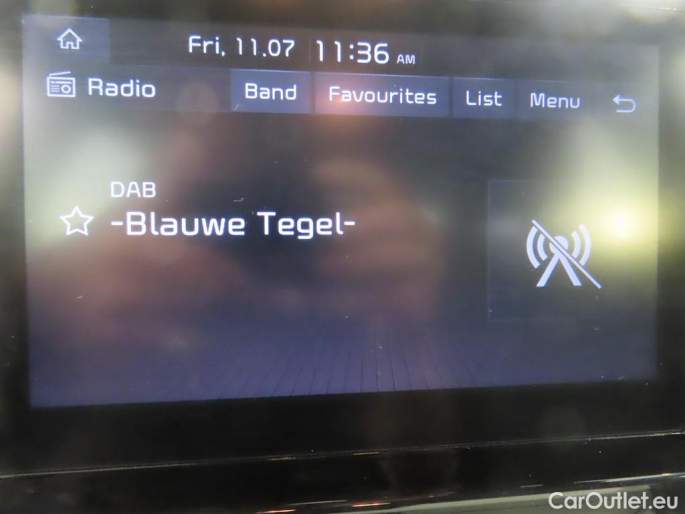 Fri, 11.07 11:36 AM
Radio Band Favourites List Menu
DAB
-Blauwe Tegel-
CarOutlet.eu